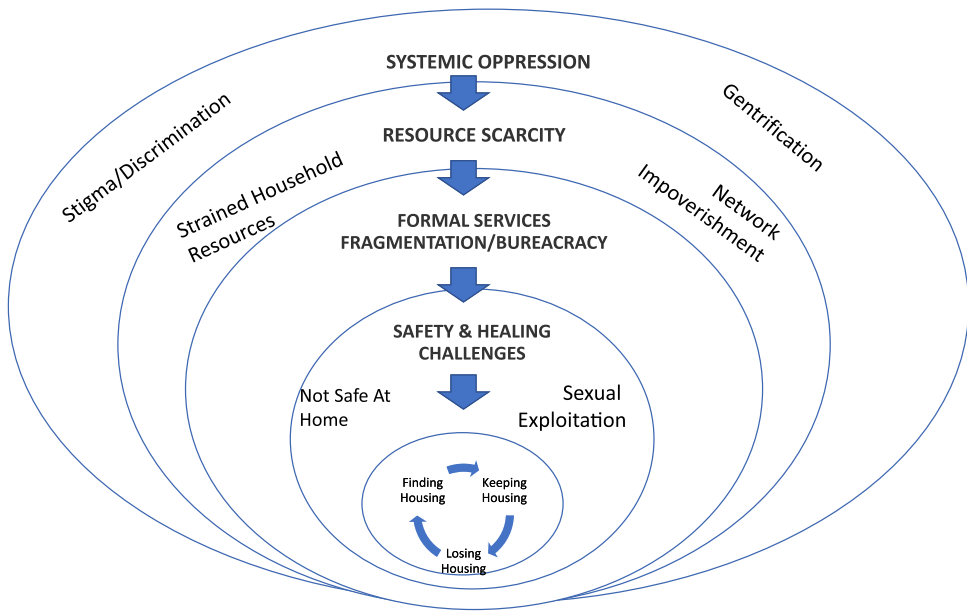 SYSTEMIC OPPRESSION
Stigma/Discrimination
Gentrification
RESOURCE SCARCITY
Strained Household
Resources
Network
Impoverishment
FORMAL SERVICES
FRAGMENTATION/BUREACRACY
SAFETY & HEALING
CHALLENGES
Not Safe At
Home
Sexual
Exploitation
Finding
Housing
Keeping
Housing
Losing
Housing